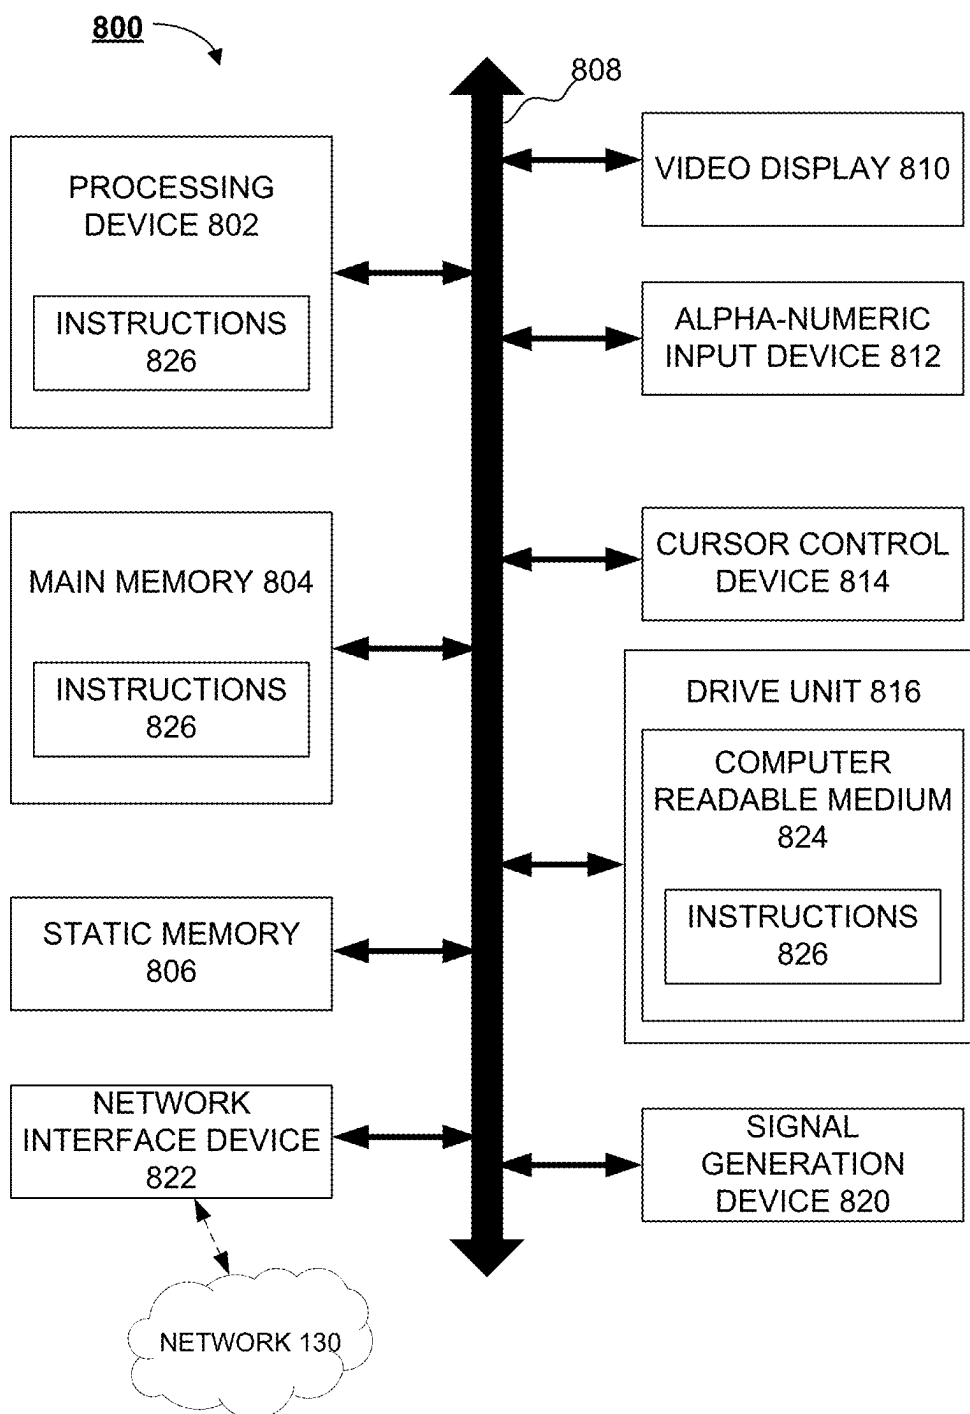 800
808
PROCESSING
DEVICE 802
INSTRUCTIONS
826
MAIN MEMORY 804
INSTRUCTIONS
826
STATIC MEMORY
806
NETWORK
INTERFACE DEVICE
822
NETWORK 130
VIDEO DISPLAY 810
ALPHA-NUMERIC
INPUT DEVICE 812
CURSOR CONTROL
DEVICE 814
DRIVE UNIT 816
COMPUTER
READABLE MEDIUM
824
INSTRUCTIONS
826
SIGNAL
GENERATION
DEVICE 820